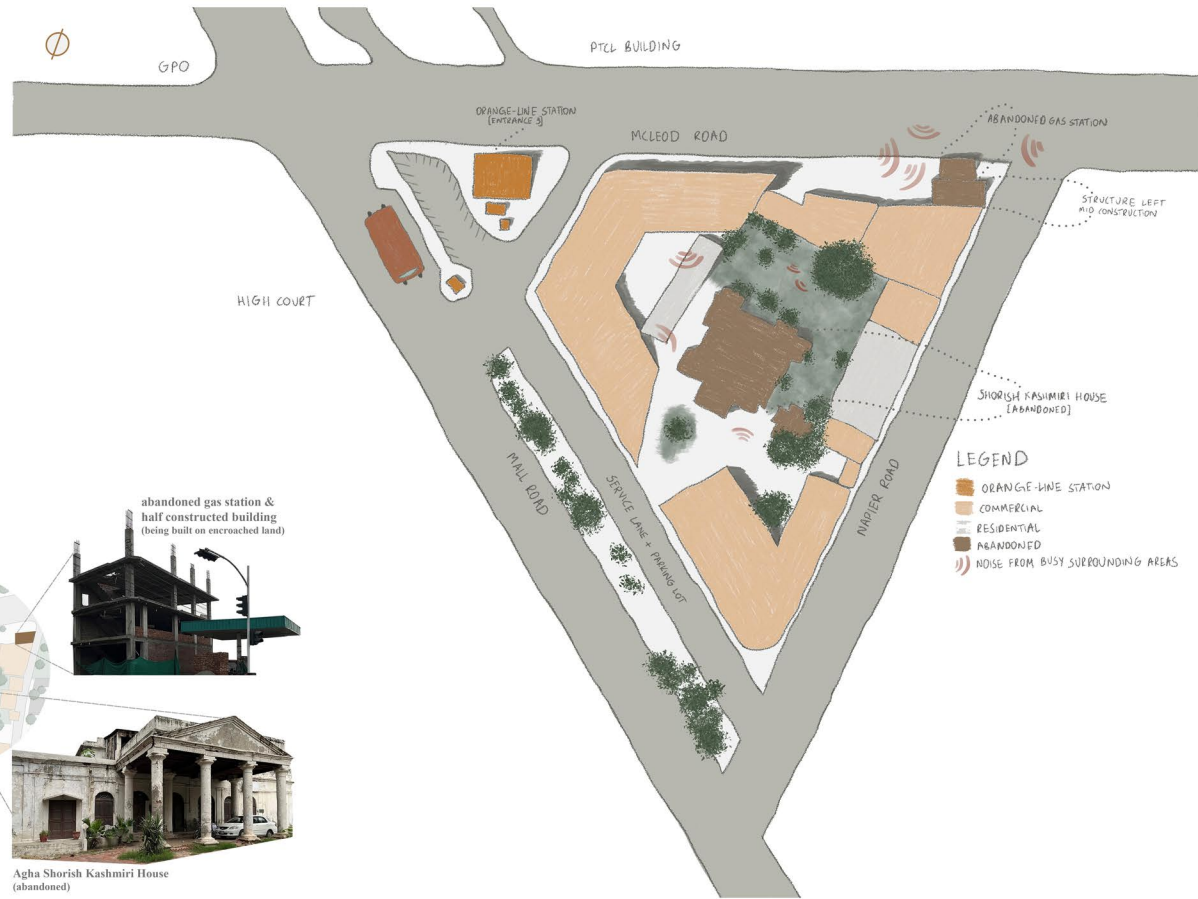 PTCL BUILDING
GPO
ORANGE-LINE STATION
[ENTRANCE 3]
MCLEOD ROAD
ABANDONED GAS STATION
STRUCTURE LEFT
MID CONSTRUCTION
HIGH COURT
SHORISH KASHMIRI HOUSE
[ABANDONED]
MALL ROAD
SERVICE LANE + PARKING LOT
NAPIER ROAD
LEGEND
ORANGE-LINE STATION
COMMERCIAL
RESIDENTIAL
ABANDONED
NOISE FROM BUSY SURROUNDING AREAS
abandoned gas station &
half constructed building
(being built on encroached land)
Agha Shorish Kashmiri House
(abandoned)